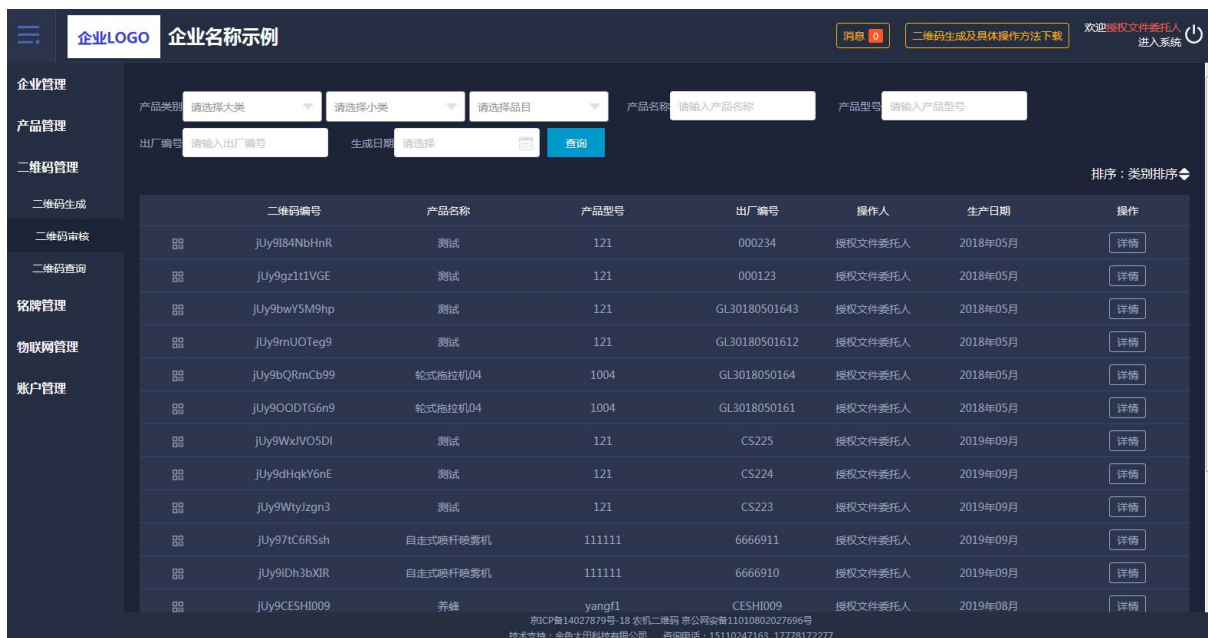 企业LOGO 企业名称示例 消息 0 二维码生成及具体操作方法下载 欢迎授权文件委托人
进入系统
企业管理
产品管理
二维码管理
二维码生成
二维码审核
二维码查询
铭牌管理
物联网管理
账户管理
产品类别 请选择大类 请选择小类 请选择品目 产品名称 请输入产品名称 产品型号 请输入产品型号
出厂编号 请输入出厂编号 生成日期 请选择 查询
排序：类别排序
二维码编号 产品名称 产品型号 出厂编号 操作人 生产日期 操作
jUy9I84NbHnR 测试 121 000234 授权文件委托人 2018年05月 详情
jUy9gz1t1VGE 测试 121 000123 授权文件委托人 2018年05月 详情
jUy9bwY5M9hp 测试 121 GL30180501643 授权文件委托人 2018年05月 详情
jUy9rnUOTeg9 测试 121 GL30180501612 授权文件委托人 2018年05月 详情
jUy9bQRmCb99 轮式拖拉机04 1004 GL3018050164 授权文件委托人 2018年05月 详情
jUy9OODTG6n9 轮式拖拉机04 1004 GL3018050161 授权文件委托人 2018年05月 详情
jUy9WxJVO5DI 测试 121 CS225 授权文件委托人 2019年09月 详情
jUy9dHqkY6nE 测试 121 CS224 授权文件委托人 2019年09月 详情
jUy9WtyJzgn3 测试 121 CS223 授权文件委托人 2019年09月 详情
jUy97tC6RSsh 自走式喷杆喷雾机 111111 6666911 授权文件委托人 2019年09月 详情
jUy9iDh3bXIR 自走式喷杆喷雾机 111111 6666910 授权文件委托人 2019年09月 详情
jUy9CESHI009 养蜂 yangf1 CESHI009 授权文件委托人 2019年08月 详情
京ICP备14027879号-18 农机二维码 京公网安备11010802027696号
技术支持：金色大田科技有限公司 咨询电话：15110247163 17778172277